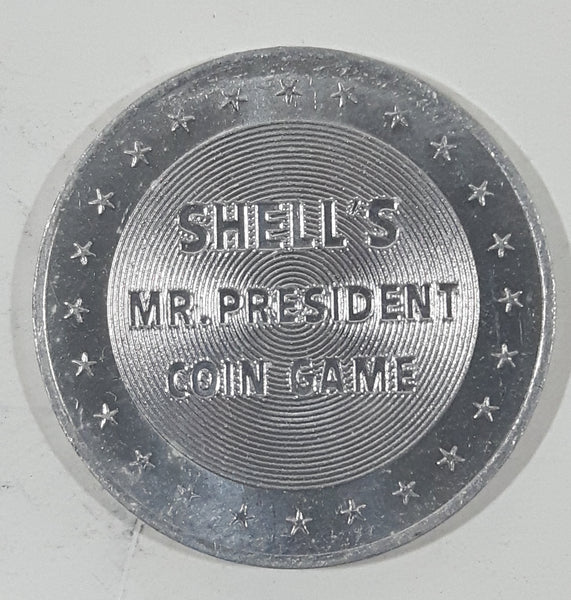 SHELL'S
MR. PRESIDENT
COIN GAME